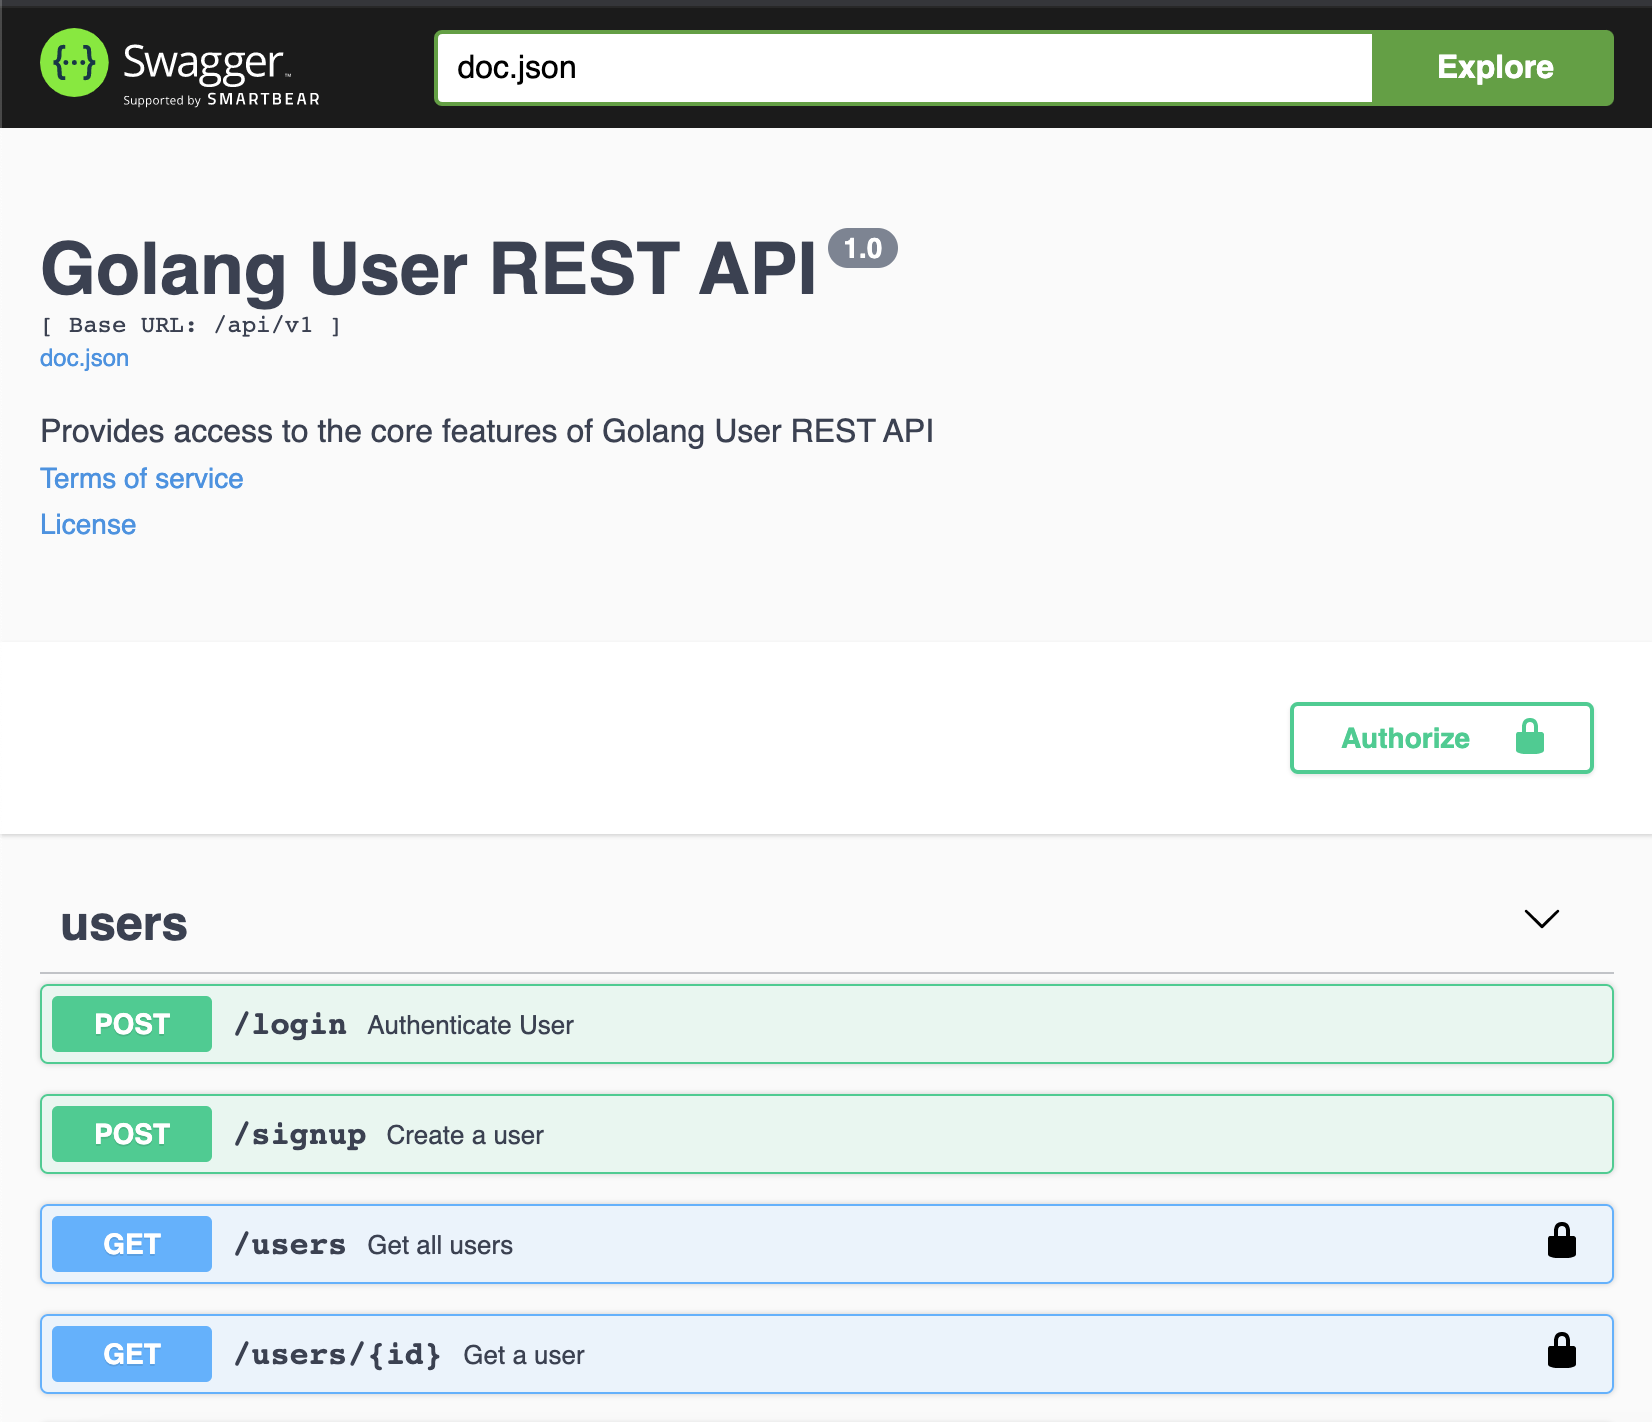 {...} Swagger™
Supported by SMARTBEAR
doc.json
Explore
Golang User REST API 1.0
[ Base URL: /api/v1 ]
doc.json
Provides access to the core features of Golang User REST API
Terms of service
License
Authorize
users
POST /login Authenticate User
POST /signup Create a user
GET /users Get all users
GET /users/{id} Get a user